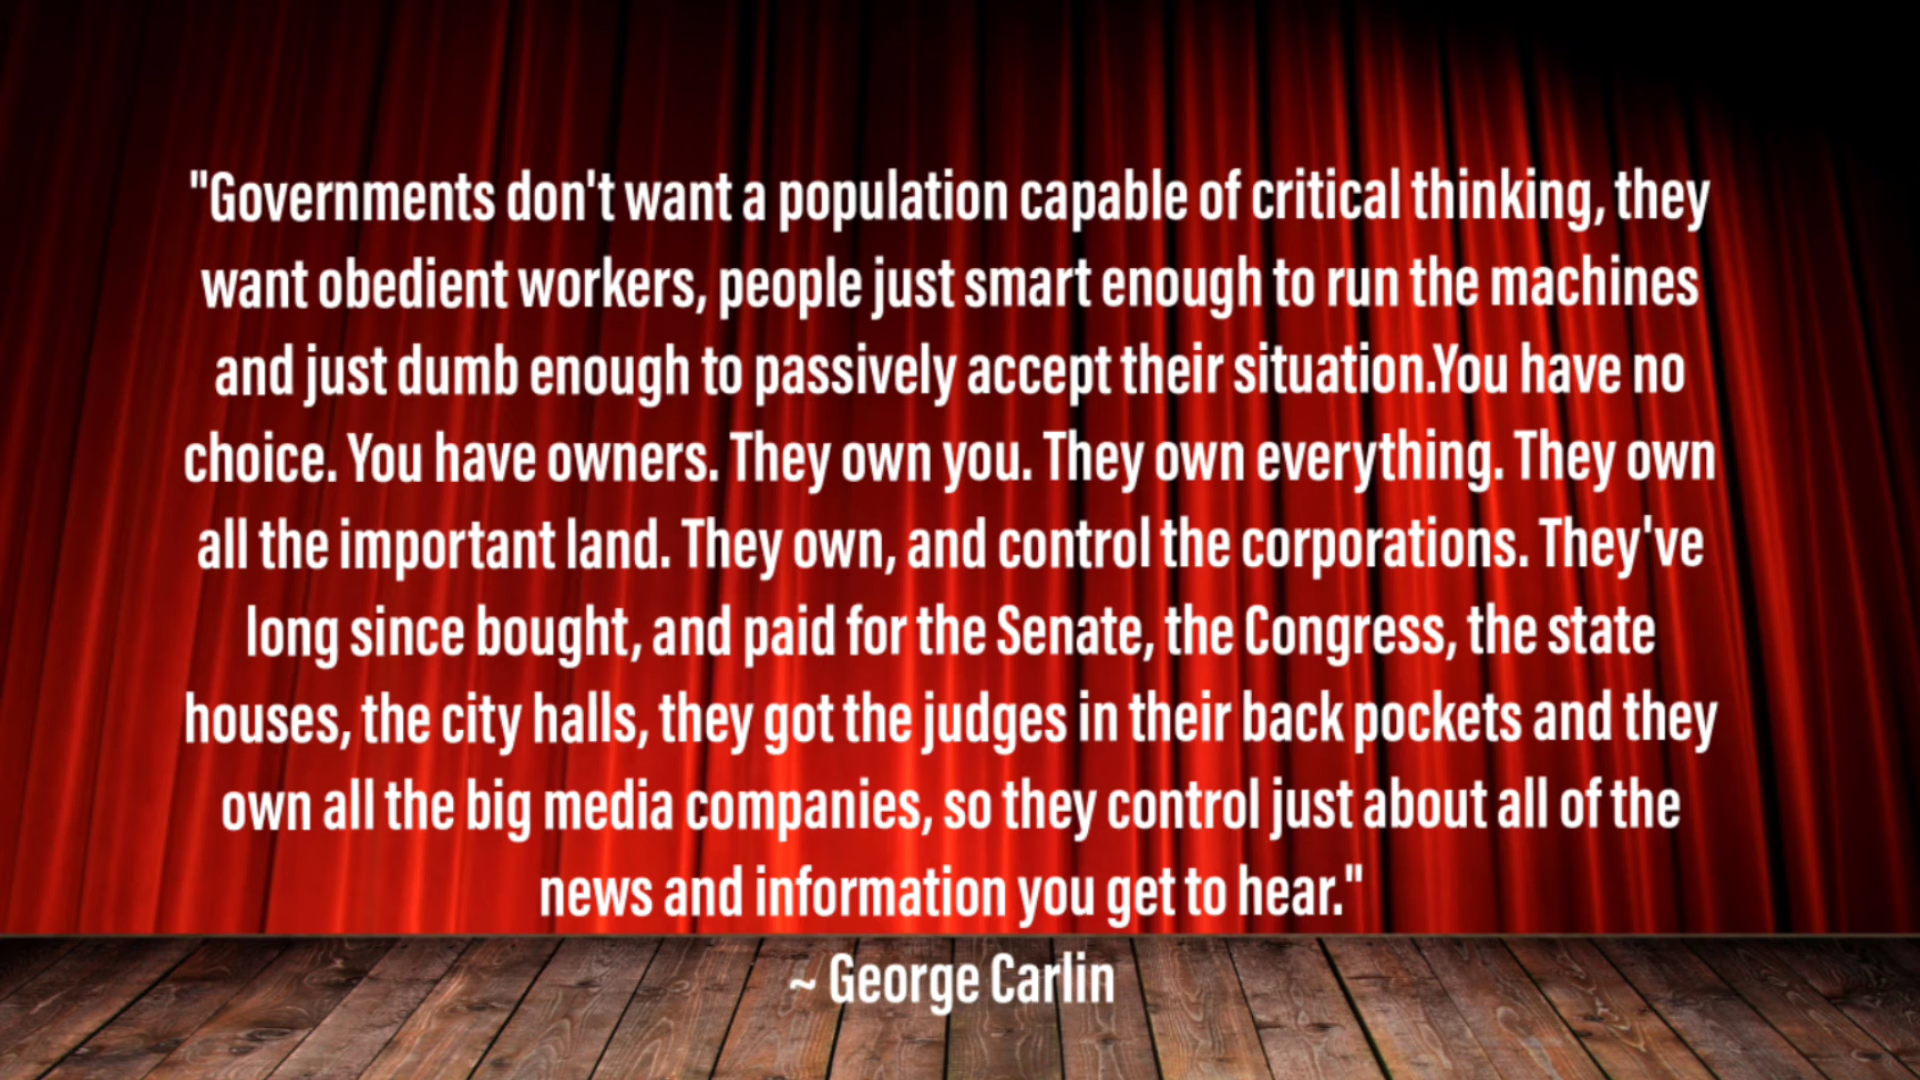 "Governments don't want a population capable of critical thinking, they
want obedient workers, people just smart enough to run the machines
and just dumb enough to passively accept their situation.You have no
choice. You have owners. They own you. They own everything. They own
all the important land. They own, and control the corporations. They've
long since bought, and paid for the Senate, the Congress, the state
houses, the city halls, they got the judges in their back pockets and they
own all the big media companies, so they control just about all of the
news and information you get to hear."
~ George Carlin